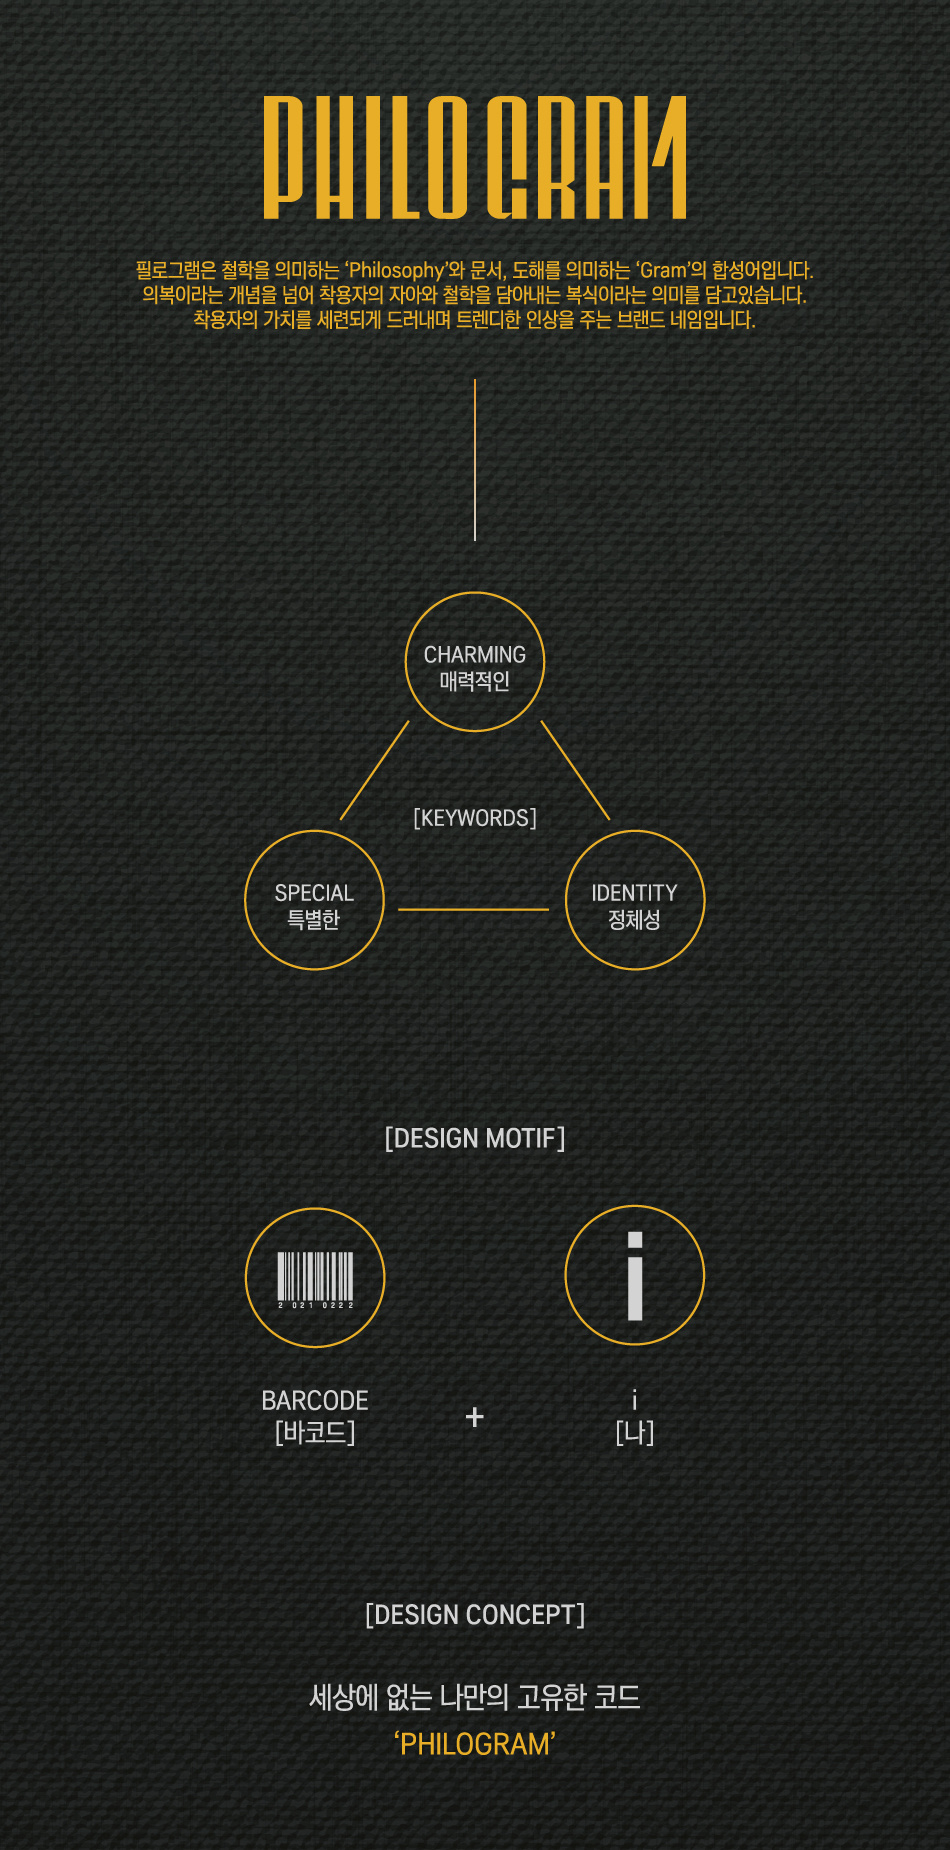 PHILOGRAM
필로그램은 철학을 의미하는 ‘Philosophy’와 문서, 도해를 의미하는 ‘Gram’의 합성어입니다.
의복이라는 개념을 넘어 착용자의 자아와 철학을 담아내는 복식이라는 의미를 담고있습니다.
착용자의 가치를 세련되게 드러내며 트렌디한 인상을 주는 브랜드 네임입니다.
CHARMING
매력적인
[KEYWORDS]
SPECIAL
특별한
IDENTITY
정체성
[DESIGN MOTIF]
2 021 0222
i
BARCODE
[바코드]
+
i
[나]
[DESIGN CONCEPT]
세상에 없는 나만의 고유한 코드
‘PHILOGRAM’